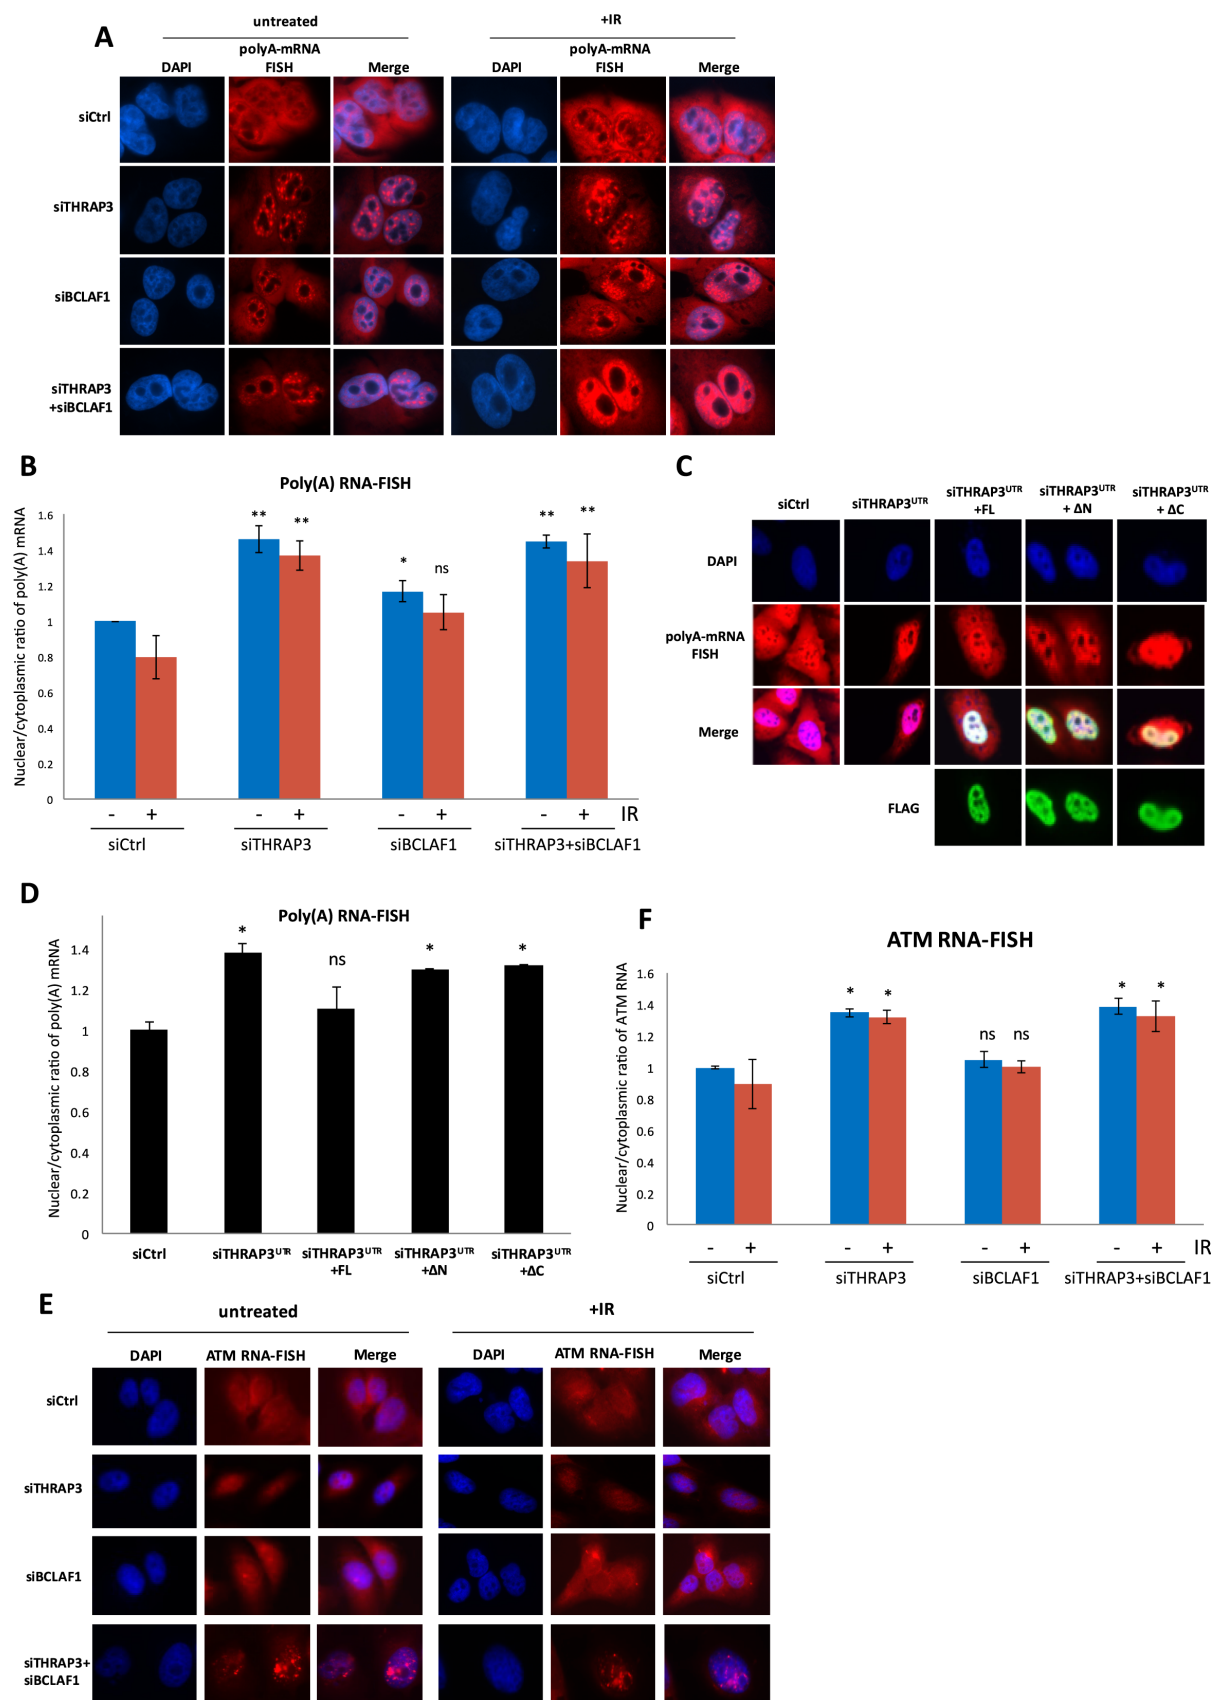 A
untreated
+IR
polyA-mRNA
polyA-mRNA
DAPI
FISH
Merge
DAPI
FISH
Merge
siCtrl
siTHRAP3
siBCLAF1
siTHRAP3
+siBCLAF1
B
Poly(A) RNA-FISH
Nuclear/cytoplasmic ratio of poly(A) mRNA
1.6
1.4
1.2
1
0.8
0.6
0.4
0.2
0
**
**
*
ns
**
**
- + - + - + - + IR
siCtrl
siTHRAP3
siBCLAF1
siTHRAP3+siBCLAF1
C
siCtrl
siTHRAP3UTR
siTHRAP3UTR
+FL
siTHRAP3UTR
+ ΔN
siTHRAP3UTR
+ ΔC
DAPI
polyA-mRNA
FISH
Merge
FLAG
D
Poly(A) RNA-FISH
Nuclear/cytoplasmic ratio of poly(A) mRNA
1.4
1.2
1
0.8
0.6
0.4
0.2
0
*
ns
*
*
siCtrl
siTHRAP3UTR
siTHRAP3UTR
+FL
siTHRAP3UTR
+ΔN
siTHRAP3UTR
+ΔC
F
ATM RNA-FISH
Nuclear/cytoplasmic ratio of ATM RNA
1.6
1.4
1.2
1
0.8
0.6
0.4
0.2
0
*
*
ns
ns
*
*
- + - + - + - + IR
siCtrl
siTHRAP3
siBCLAF1
siTHRAP3+siBCLAF1
E
untreated
+IR
DAPI
ATM RNA-FISH
Merge
DAPI
ATM RNA-FISH
Merge
siCtrl
siTHRAP3
siBCLAF1
siTHRAP3+
siBCLAF1